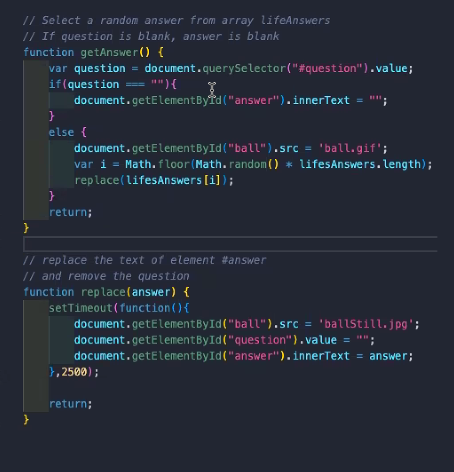 // Select a random answer from array lifeAnswers
// If question is blank, answer is blank
function getAnswer() {
    var question = document.querySelector("#question").value;
    if(question === ""){
        document.getElementById("answer").innerText = "";
    }
    else {
        document.getElementById("ball").src = 'ball.gif';
        var i = Math.floor(Math.random() * lifesAnswers.length);
        replace(lifesAnswers[i]);
    }
    return;
}
// replace the text of element #answer
// and remove the question
function replace(answer) {
    setTimeout(function(){
        document.getElementById("ball").src = 'ballStill.jpg';
        document.getElementById("question").value = "";
        document.getElementById("answer").innerText = answer;
    },2500);
    return;
}